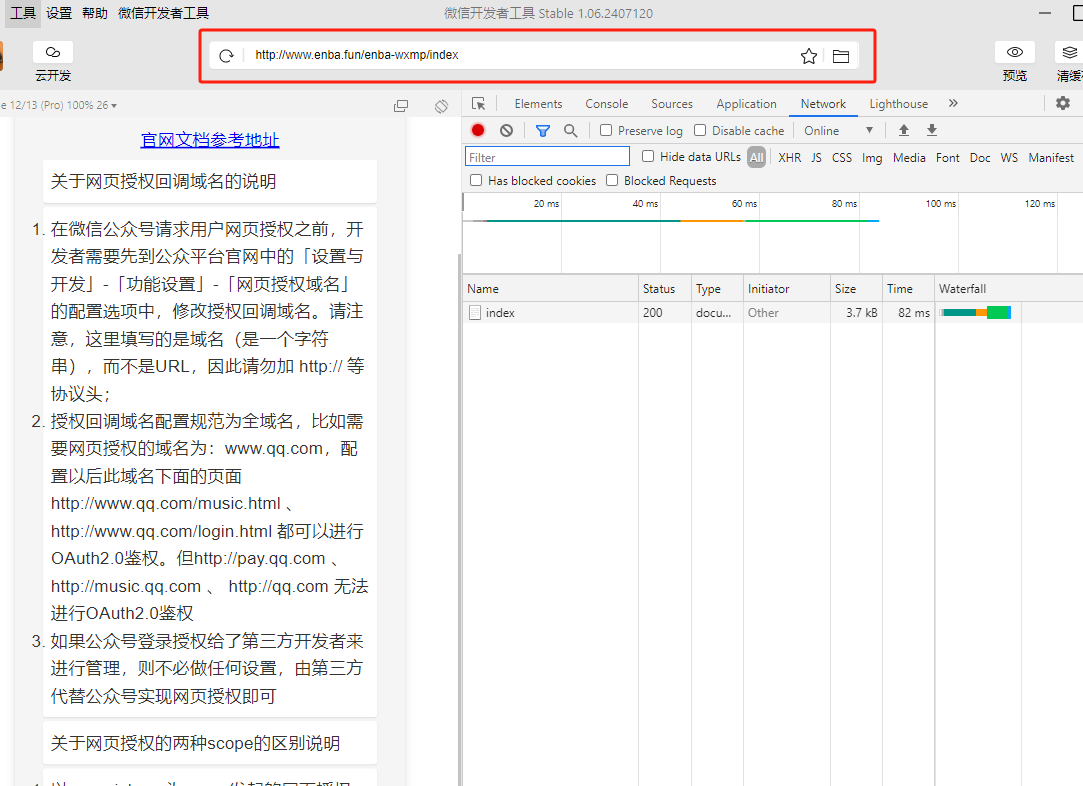 工具 设置 帮助 微信开发者工具
微信开发者工具 Stable 1.06.2407120
http://www.enba.fun/enba-wxmp/index
云开发
预览
清缓
e 12/13 (Pro) 100% 26
Elements Console Sources Application Network Lighthouse »
Preserve log Disable cache Online
Filter
Hide data URLs All XHR JS CSS Img Media Font Doc WS Manifest
Has blocked cookies Blocked Requests
20 ms 40 ms 60 ms 80 ms 100 ms 120 ms
Name Status Type Initiator Size Time Waterfall
index 200 docu... Other 3.7 kB 82 ms
官网文档参考地址
关于网页授权回调域名的说明
1. 在微信公众号请求用户网页授权之前，开
发者需要先到公众平台官网中的「设置与
开发」-「功能设置」-「网页授权域名」
的配置选项中，修改授权回调域名。请注
意，这里填写的是域名（是一个字符
串），而不是URL，因此请勿加 http:// 等
协议头；
2. 授权回调域名配置规范为全域名，比如需
要网页授权的域名为：www.qq.com，配
置以后此域名下面的页面
http://www.qq.com/music.html 、
http://www.qq.com/login.html 都可以进行
OAuth2.0鉴权。但http://pay.qq.com 、
http://music.qq.com 、 http://qq.com 无法
进行OAuth2.0鉴权
3. 如果公众号登录授权给了第三方开发者来
进行管理，则不必做任何设置，由第三方
代替公众号实现网页授权即可
关于网页授权的两种scope的区别说明